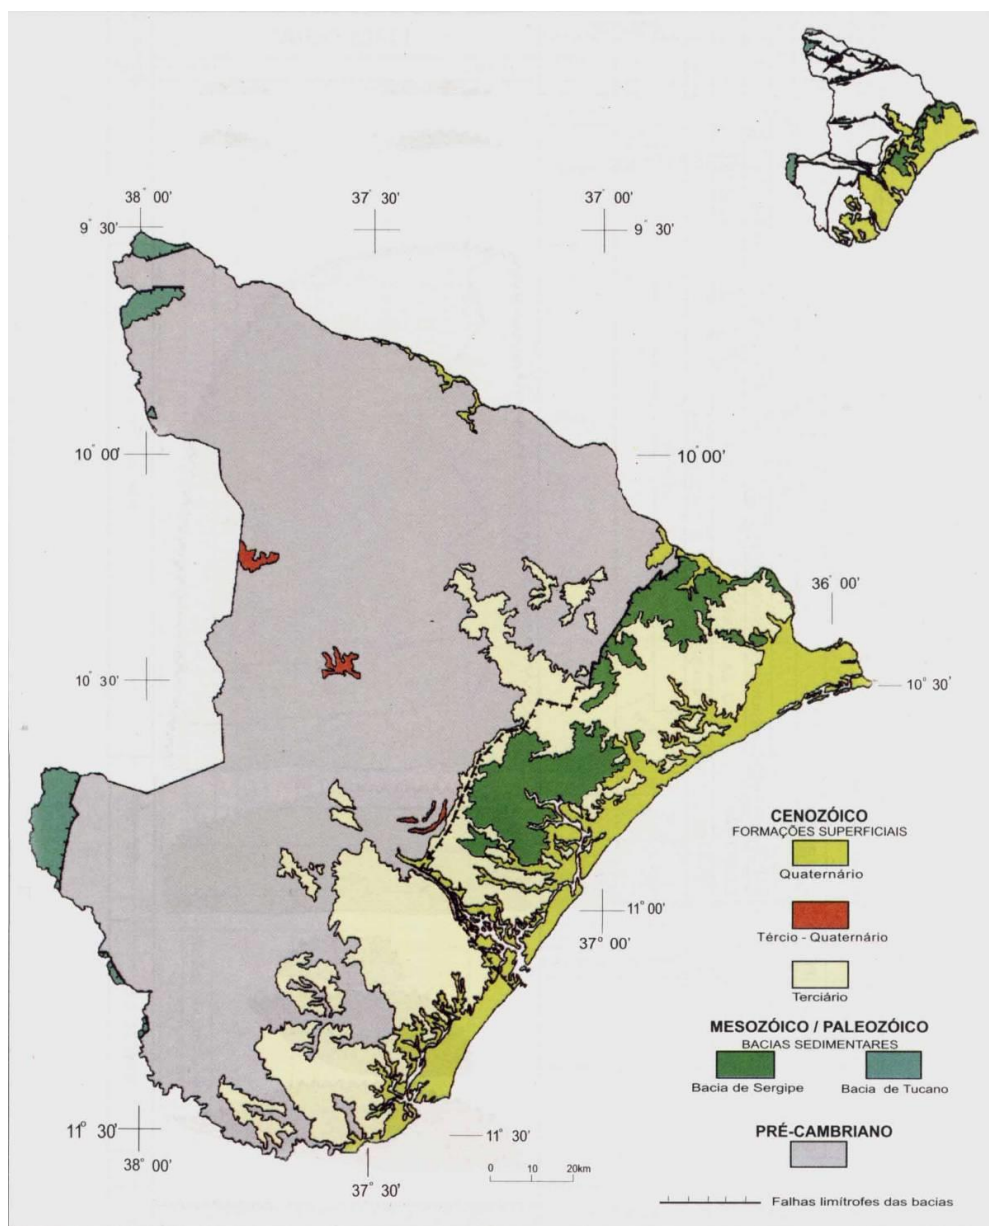 38° 00'
37° 00'
9° 30'
9° 30'
10° 00'
10° 00'
36° 00'
10° 30'
10° 30'
CENOZÓICO
FORMAÇÕES SUPERFICIAIS
Quaternário
Tércio - Quaternário
Terciário
11° 00'
37° 00'
MESOZÓICO / PALEOZÓICO
BACIAS SEDIMENTARES
Bacia de Sergipe
Bacia de Tucano
PRÉ-CAMBRIANO
11° 30'
11° 30'
38° 00'
37° 30'
0 10 20km
Falhas limítrofes das bacias